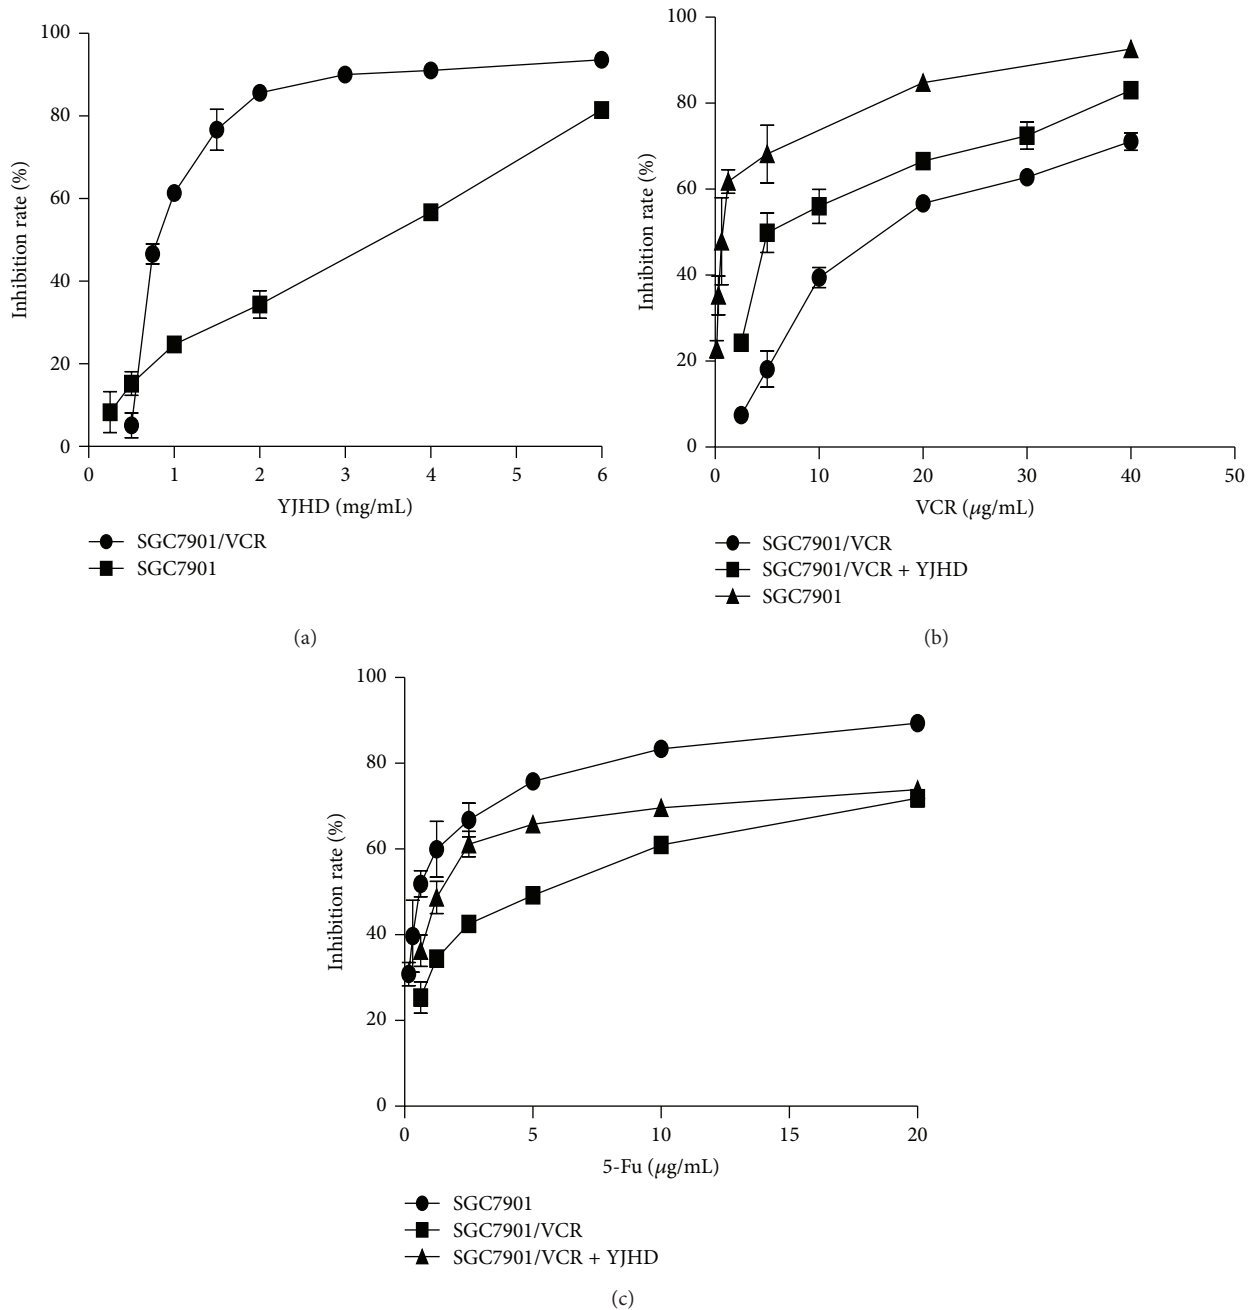 100
80
60
40
20
0
Inhibition rate (%)
0 1 2 3 4 5 6
YJHD (mg/mL)
SGC7901/VCR
SGC7901
(a)
100
80
60
40
20
0
Inhibition rate (%)
0 10 20 30 40 50
VCR (μg/mL)
SGC7901/VCR
SGC7901/VCR + YJHD
SGC7901
(b)
100
80
60
40
20
0
Inhibition rate (%)
0 5 10 15 20
5-Fu (μg/mL)
SGC7901
SGC7901/VCR
SGC7901/VCR + YJHD
(c)